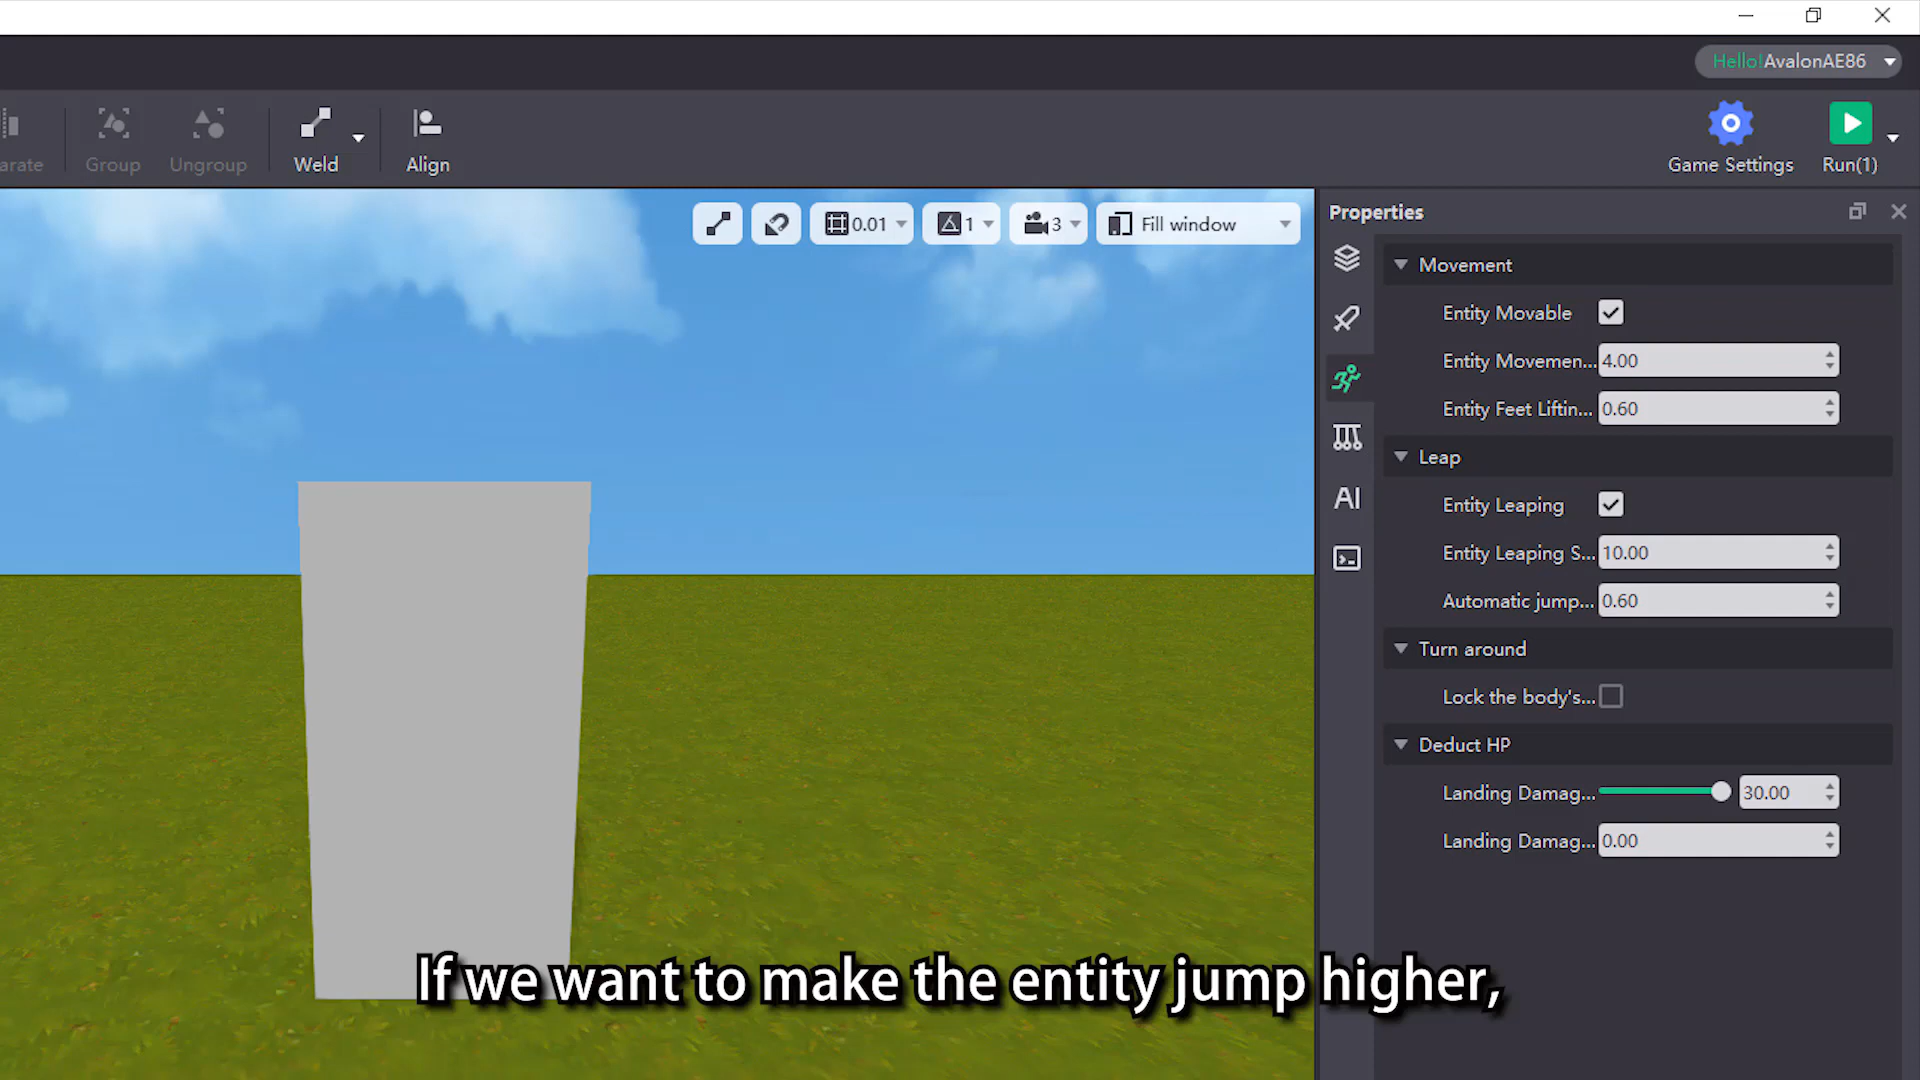 Hello!AvalonAE86
arate
Group
Ungroup
Weld
Align
Game Settings
Run(1)
0.01
1
3
Fill window
Properties
Movement
Entity Movable
Entity Movemen... 4.00
Entity Feet Liftin... 0.60
Leap
Entity Leaping
Entity Leaping S... 10.00
Automatic jump... 0.60
Turn around
Lock the body's...
Deduct HP
Landing Damag... 30.00
Landing Damag... 0.00
AI
If we want to make the entity jump higher,